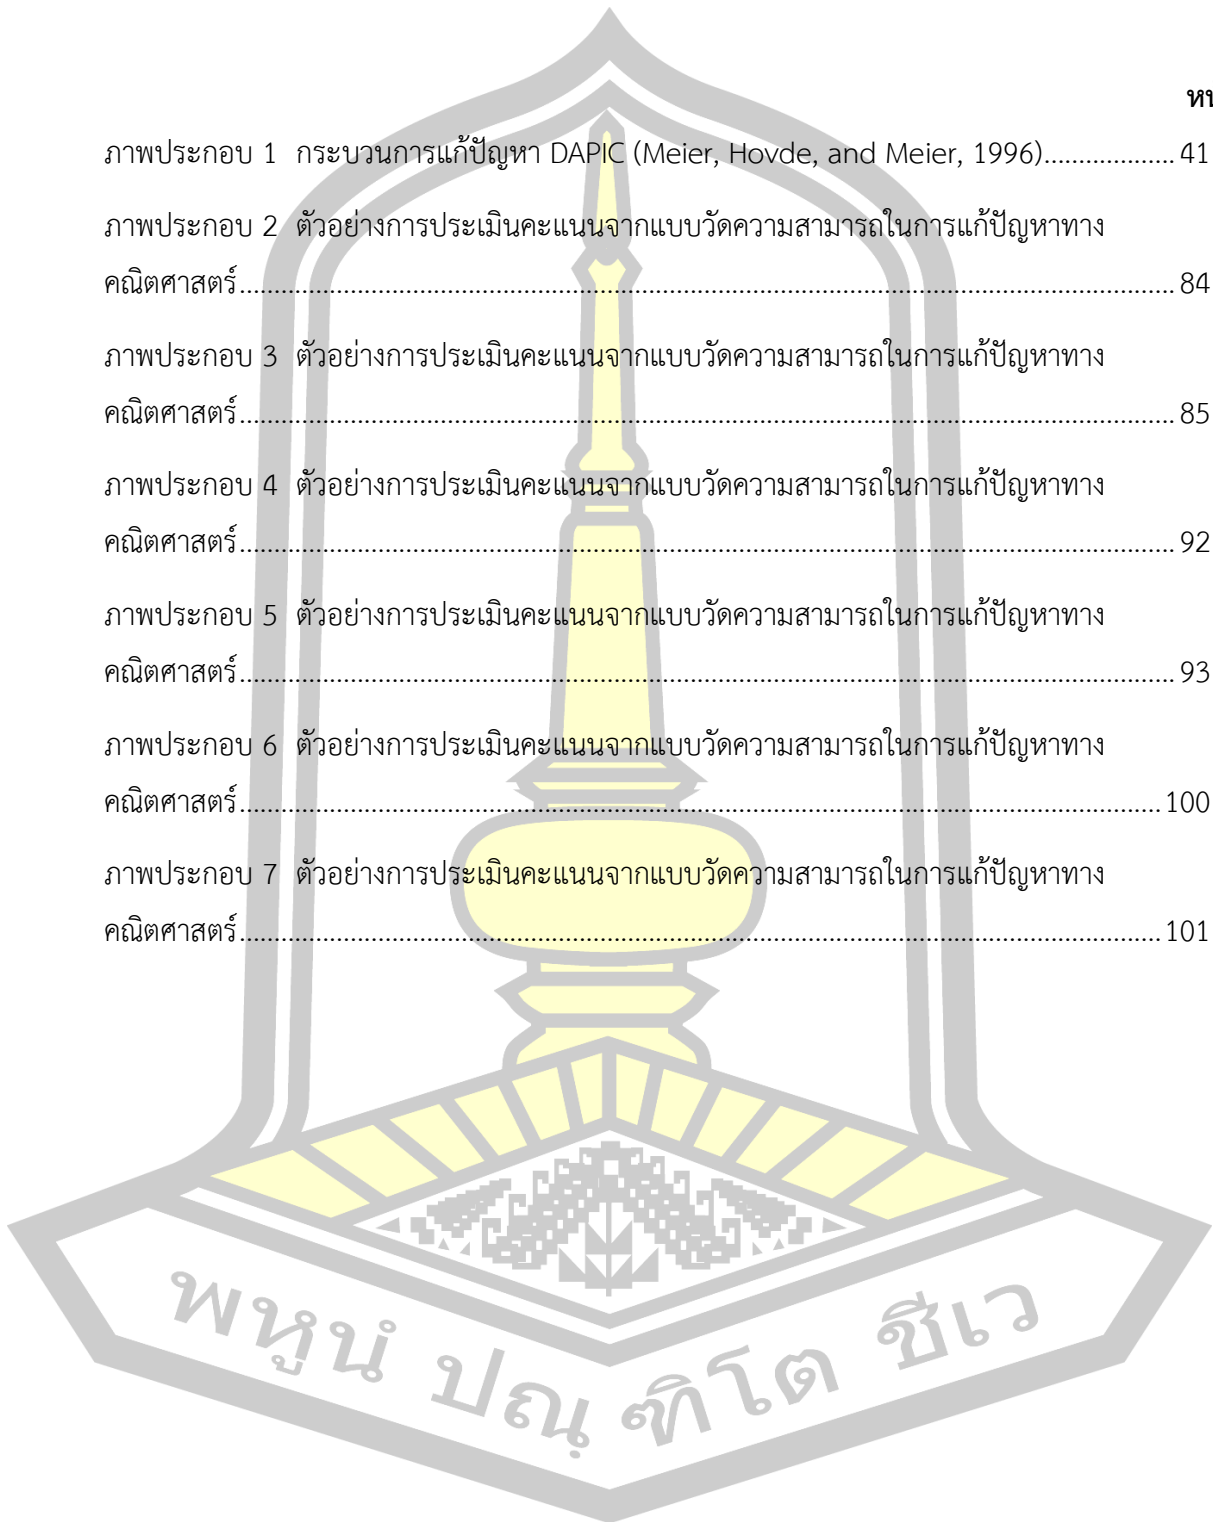 ภาพประกอบ 1 กระบวนการแก้ปัญหา DAPIC (Meier, Hovde, and Meier, 1996).................. 41
ภาพประกอบ 2 ตัวอย่างการประเมินคะแนนจากแบบวัดความสามารถในการแก้ปัญหาทาง
คณิตศาสตร์.................................................................................................................. 84
ภาพประกอบ 3 ตัวอย่างการประเมินคะแนนจากแบบวัดความสามารถในการแก้ปัญหาทาง
คณิตศาสตร์.................................................................................................................. 85
ภาพประกอบ 4 ตัวอย่างการประเมินคะแนนจากแบบวัดความสามารถในการแก้ปัญหาทาง
คณิตศาสตร์.................................................................................................................. 92
ภาพประกอบ 5 ตัวอย่างการประเมินคะแนนจากแบบวัดความสามารถในการแก้ปัญหาทาง
คณิตศาสตร์.................................................................................................................. 93
ภาพประกอบ 6 ตัวอย่างการประเมินคะแนนจากแบบวัดความสามารถในการแก้ปัญหาทาง
คณิตศาสตร์................................................................................................................ 100
ภาพประกอบ 7 ตัวอย่างการประเมินคะแนนจากแบบวัดความสามารถในการแก้ปัญหาทาง
คณิตศาสตร์................................................................................................................ 101
พหูนํ ปณฺฑิโต ชีเว